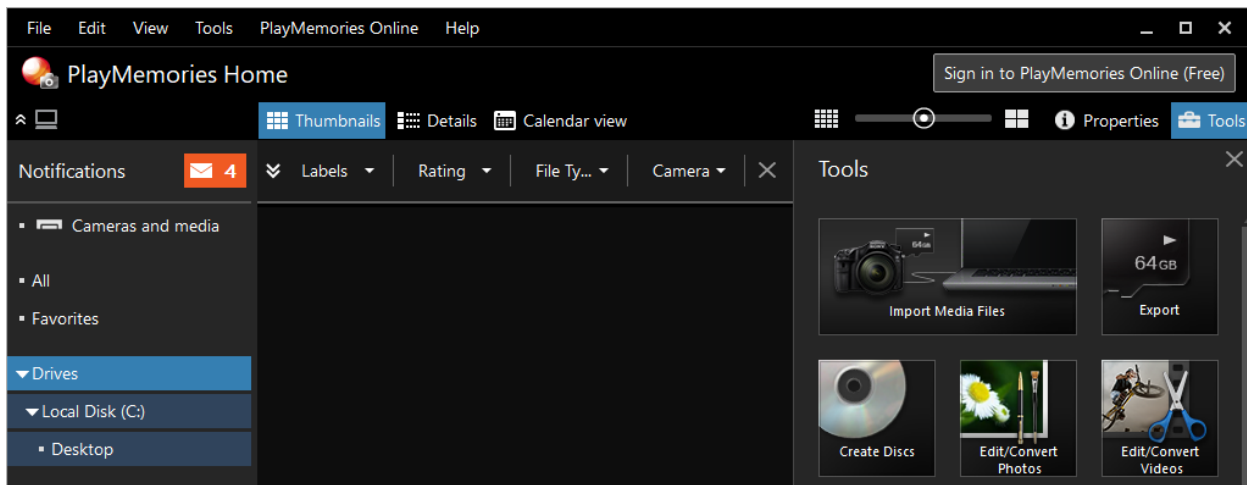 File Edit View Tools PlayMemories Online Help
PlayMemories Home
Sign in to PlayMemories Online (Free)
Thumbnails Details Calendar view
Properties Tools
Notifications 4
Labels Rating File Ty... Camera
Tools
Cameras and media
All
Favorites
Drives
Local Disk (C:)
Desktop
64GB
64GB
Import Media Files
Export
Create Discs
Edit/Convert
Photos
Edit/Convert
Videos